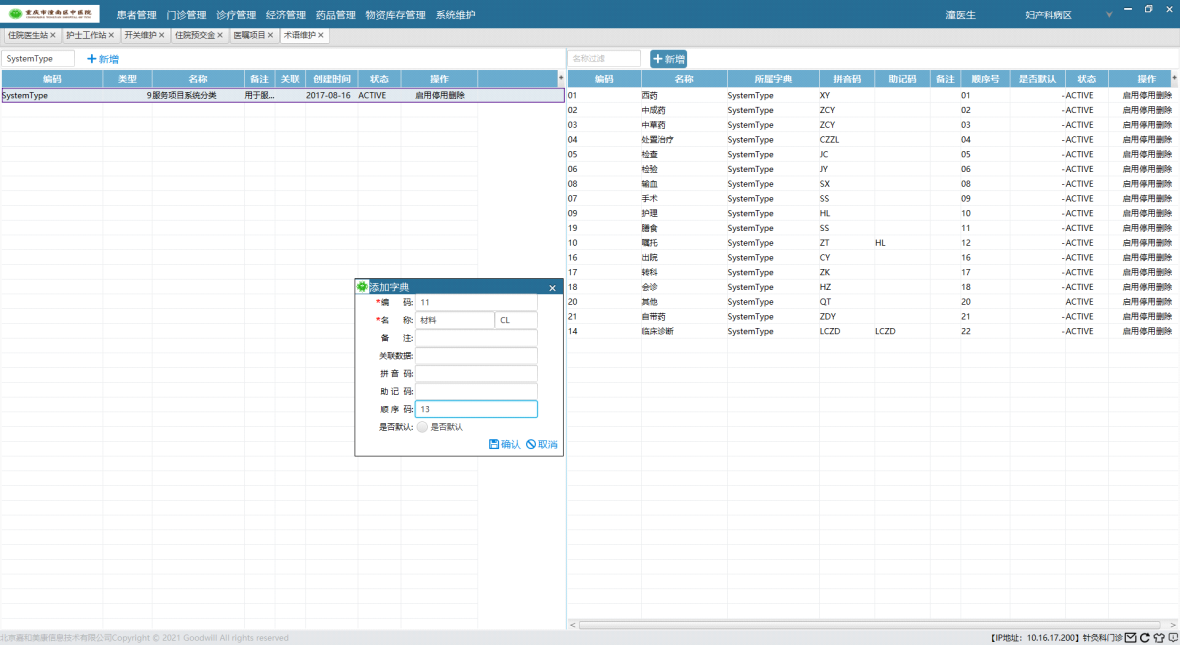 重庆市潼南区中医院 患者管理 门诊管理 诊疗管理 经济管理 药品管理 物资库存管理 系统维护 潼医生 妇产科病区
住院医生站× 护士工作站× 开关维护× 住院预交金× 医嘱项目× 术语维护×
SystemType +新增 名称过滤 +新增
编码 类型 名称 备注 关联 创建时间 状态 操作
SystemType 9 服务项目系统分类 用于服... 2017-08-16 ACTIVE 启用停用删除
编码 名称 所属字典 拼音码 助记码 备注 顺序号 是否默认 状态 操作
01 西药 SystemType XY 01 -ACTIVE 启用停用删除
02 中成药 SystemType ZCY 02 -ACTIVE 启用停用删除
03 中草药 SystemType ZCY 03 -ACTIVE 启用停用删除
04 处置治疗 SystemType CZZL 04 -ACTIVE 启用停用删除
05 检查 SystemType JC 05 -ACTIVE 启用停用删除
06 检验 SystemType JY 06 -ACTIVE 启用停用删除
08 输血 SystemType SX 08 -ACTIVE 启用停用删除
07 手术 SystemType SS 09 -ACTIVE 启用停用删除
09 护理 SystemType HL 10 -ACTIVE 启用停用删除
19 膳食 SystemType SS 11 -ACTIVE 启用停用删除
10 嘱托 SystemType ZT HL 12 -ACTIVE 启用停用删除
16 出院 SystemType CY 16 -ACTIVE 启用停用删除
17 转科 SystemType ZK 17 -ACTIVE 启用停用删除
18 会诊 SystemType HZ 18 -ACTIVE 启用停用删除
20 其他 SystemType QT 20 ACTIVE 启用停用删除
21 自带药 SystemType ZDY 21 -ACTIVE 启用停用删除
14 临床诊断 SystemType LCZD LCZD 22 -ACTIVE 启用停用删除
添加字典 ×
*编 码: 11
*名 称: 材料 CL
备 注:
关联数据:
拼 音 码:
助 记 码:
顺 序 码: 13
是否默认: 是否默认
确认 取消
北京嘉和美康信息技术有限公司Copyright © 2021 Goodwill All rights reserved 【IP地址：10.16.17.200】针灸科门诊